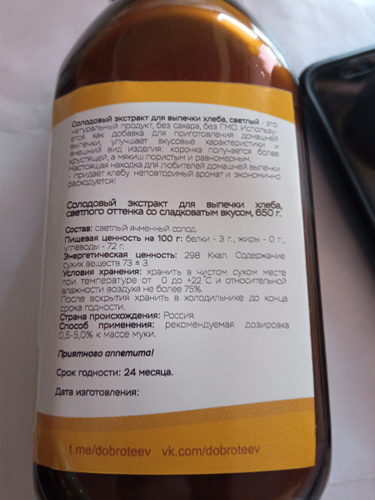 Солодовый экстракт для выпечки хлеба, светлый - это
натуральный продукт, без сахара, без ГМО. Использу-
ется как добавка для приготовления домашней
выпечки, улучшает вкусовые характеристики и
внешний вид изделия: корочка получается более
хрустящей, а мякиш пористым и равномерным.
Настоящая находка для любителей домашней выпечки
- придаёт хлебу неповторимый аромат и экономично
расходуется!
Солодовый экстракт для выпечки хлеба,
светлого оттенка со сладковатым вкусом, 650 г.
Состав: светлый ячменный солод.
Пищевая ценность на 100 г: белки - 3 г., жиры - 0 г.,
углеводы - 72 г.
Энергетическая ценность: 298 Ккал. Содержание
сухих веществ 73 ± 3.
Условия хранения: хранить в чистом сухом месте
при температуре от 0 до +22°С и относительной
влажности воздуха не более 75%.
После вскрытия хранить в холодильнике до конца
срока годности.
Страна происхождения: Россия.
Способ применения: рекомендуемая дозировка
0,5-5,0% к массе муки.
Приятного аппетита!
Срок годности: 24 месяца.
Дата изготовления:
t.me/dobroteev vk.com/dobroteev